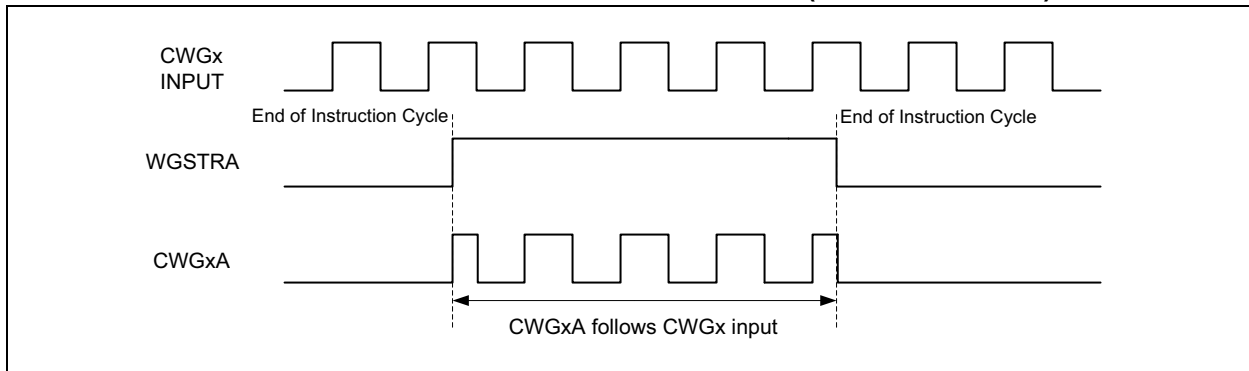 CWGx
INPUT
End of Instruction Cycle
End of Instruction Cycle
WGSTRA
CWGxA
CWGxA follows CWGx input